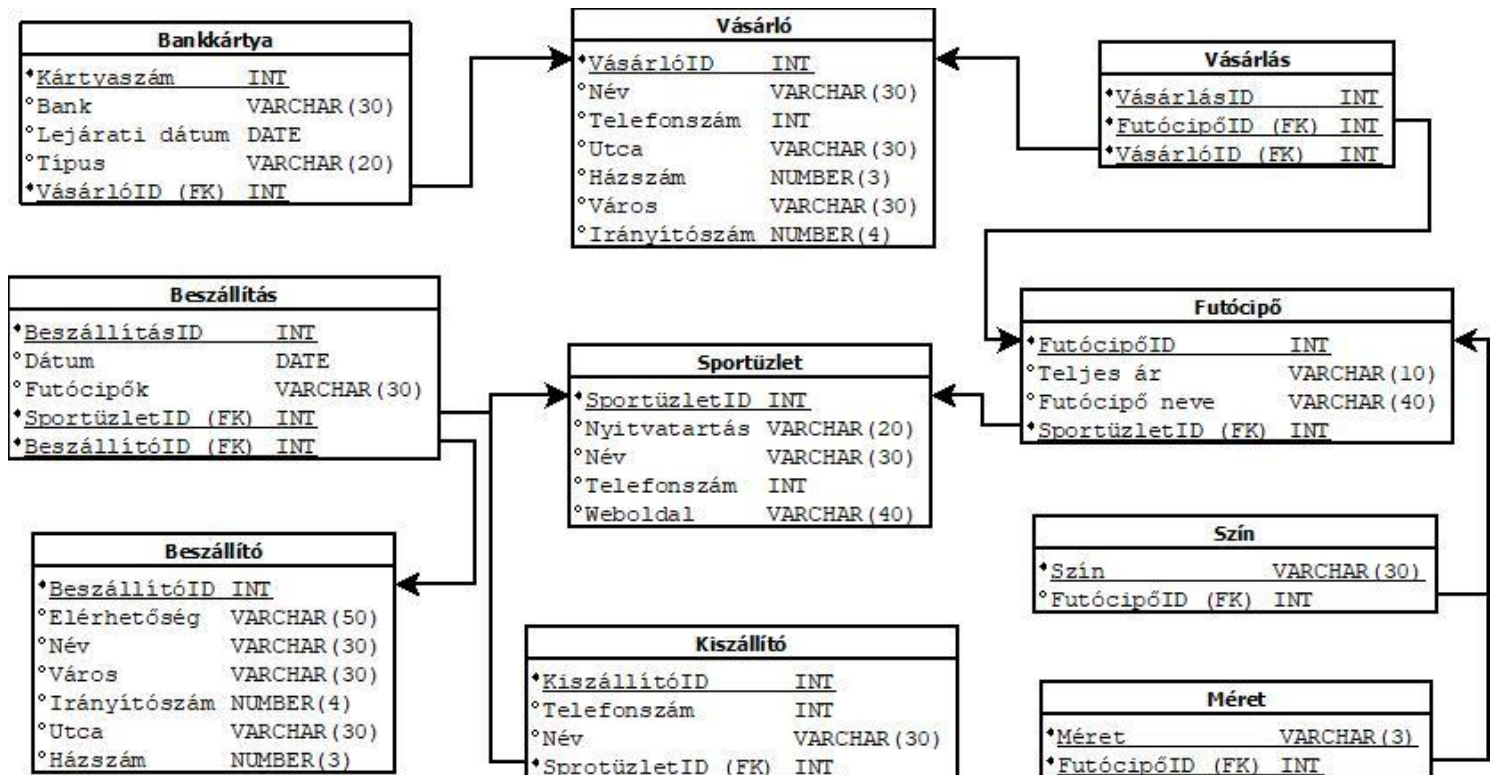 Bankkártya
*Kártyaszám INT
°Bank VARCHAR(30)
°Lejárati dátum DATE
°Típus VARCHAR(20)
*VásárlóID (FK) INT
Vásárló
*VásárlóID INT
°Név VARCHAR(30)
°Telefonszám INT
°Utca VARCHAR(30)
°Házszám NUMBER(3)
°Város VARCHAR(30)
°Irányítószám NUMBER(4)
Vásárlás
*VásárlásID INT
*FutócipőID (FK) INT
*VásárlóID (FK) INT
Beszállítás
*BeszállításID INT
°Dátum DATE
°Futócipők VARCHAR(30)
*SportüzletID (FK) INT
*BeszállítóID (FK) INT
Sportüzlet
*SportüzletID INT
°Nyitvatartás VARCHAR(20)
°Név VARCHAR(30)
°Telefonszám INT
°Weboldal VARCHAR(40)
Futócipő
*FutócipőID INT
°Teljes ár VARCHAR(10)
°Futócipő neve VARCHAR(40)
*SportüzletID (FK) INT
Beszállító
*BeszállítóID INT
°Elérhetőség VARCHAR(50)
°Név VARCHAR(30)
°Város VARCHAR(30)
°Irányítószám NUMBER(4)
°Utca VARCHAR(30)
°Házszám NUMBER(3)
Kiszállító
*KiszállítóID INT
°Telefonszám INT
°Név VARCHAR(30)
*SprotüzletID (FK) INT
Szín
*Szín VARCHAR(30)
°FutócipőID (FK) INT
Méret
*Méret VARCHAR(3)
*FutócipőID (FK) INT